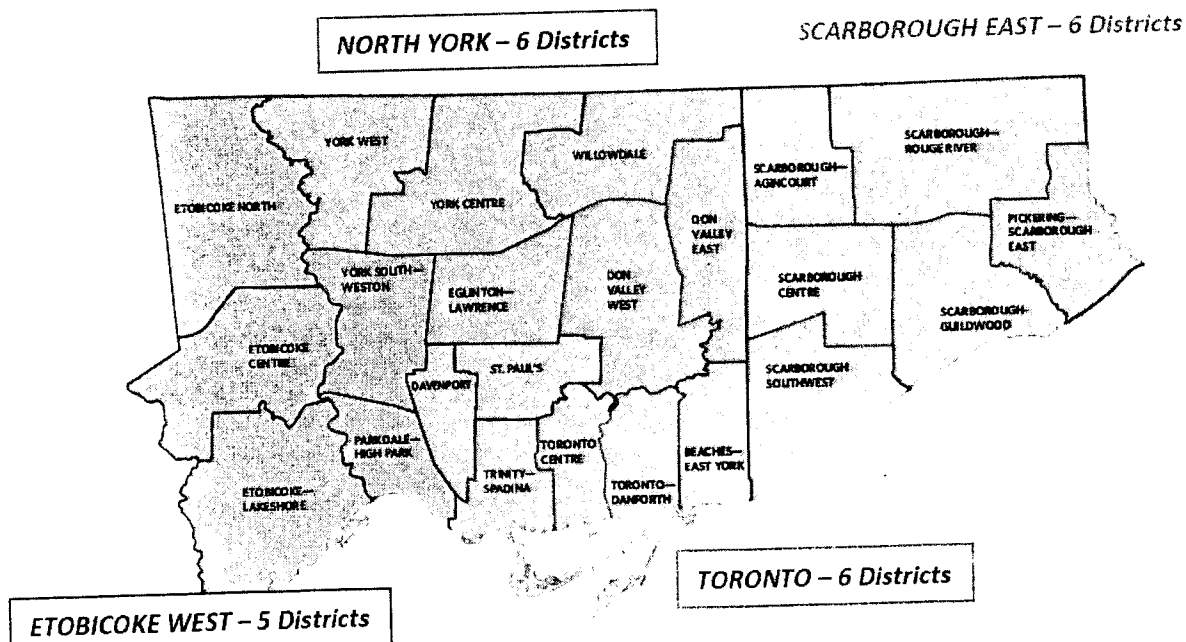 NORTH YORK – 6 Districts
SCARBOROUGH EAST – 6 Districts
YORK WEST
WILLOWDALE
SCARBOROUGH—
ROUGE RIVER
SCARBOROUGH—
AGINCOURT
ETOBICOKE NORTH
YORK CENTRE
DON
VALLEY
EAST
PICKERING—
SCARBOROUGH
EAST
YORK SOUTH—
WESTON
EGLINTON—
LAWRENCE
DON
VALLEY
WEST
SCARBOROUGH
CENTRE
SCARBOROUGH—
GUILDWOOD
ETOBICOKE
CENTRE
DAVENPORT
ST. PAUL'S
SCARBOROUGH
SOUTHWEST
PARKDALE—
HIGH PARK
TORONTO
CENTRE
BEACHES—
EAST YORK
TRINITY—
SPADINA
TORONTO—
DANFORTH
ETOBICOKE—
LAKESHORE
TORONTO – 6 Districts
ETOBICOKE WEST – 5 Districts